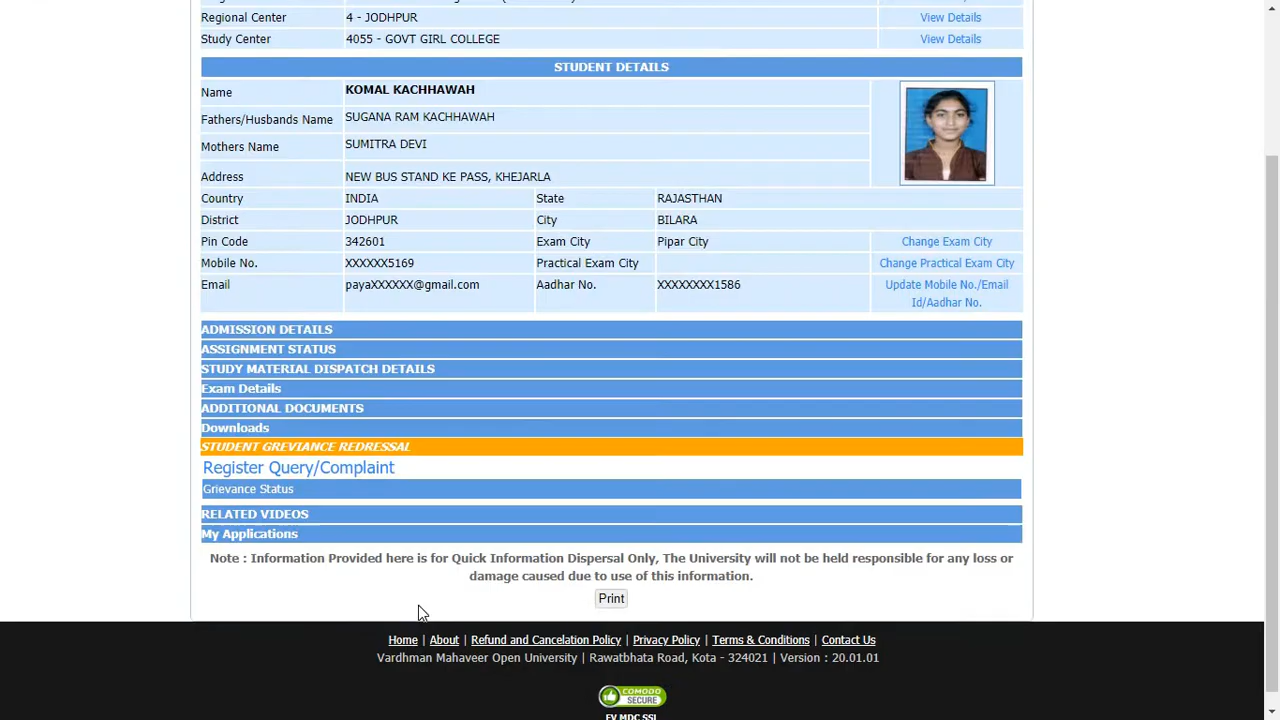 Regional Center 4 - JODHPUR View Details
Study Center 4055 - GOVT GIRL COLLEGE View Details
STUDENT DETAILS
Name KOMAL KACHHAWAH
Fathers/Husbands Name SUGANA RAM KACHHAWAH
Mothers Name SUMITRA DEVI
Address NEW BUS STAND KE PASS, KHEJARLA
Country INDIA State RAJASTHAN
District JODHPUR City BILARA
Pin Code 342601 Exam City Pipar City Change Exam City
Mobile No. XXXXXX5169 Practical Exam City Change Practical Exam City
Email payaXXXXXX@gmail.com Aadhar No. XXXXXXXX1586 Update Mobile No./Email
Id/Aadhar No.
ADMISSION DETAILS
ASSIGNMENT STATUS
STUDY MATERIAL DISPATCH DETAILS
Exam Details
ADDITIONAL DOCUMENTS
Downloads
STUDENT GREVIANCE REDRESSAL
Register Query/Complaint
Grievance Status
RELATED VIDEOS
My Applications
Note : Information Provided here is for Quick Information Dispersal Only, The University will not be held responsible for any loss or
damage caused due to use of this information.
Print
Home | About | Refund and Cancelation Policy | Privacy Policy | Terms & Conditions | Contact Us
Vardhman Mahaveer Open University | Rawatbhata Road, Kota - 324021 | Version : 20.01.01
COMODO
SECURE
EV MDC SSL